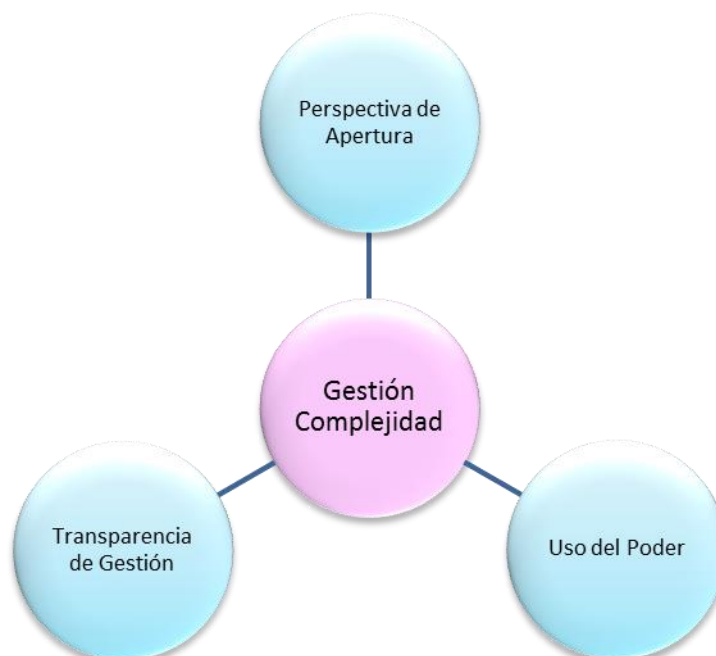 Perspectiva de
Apertura
Gestión
Complejidad
Transparencia
de Gestión
Uso del Poder